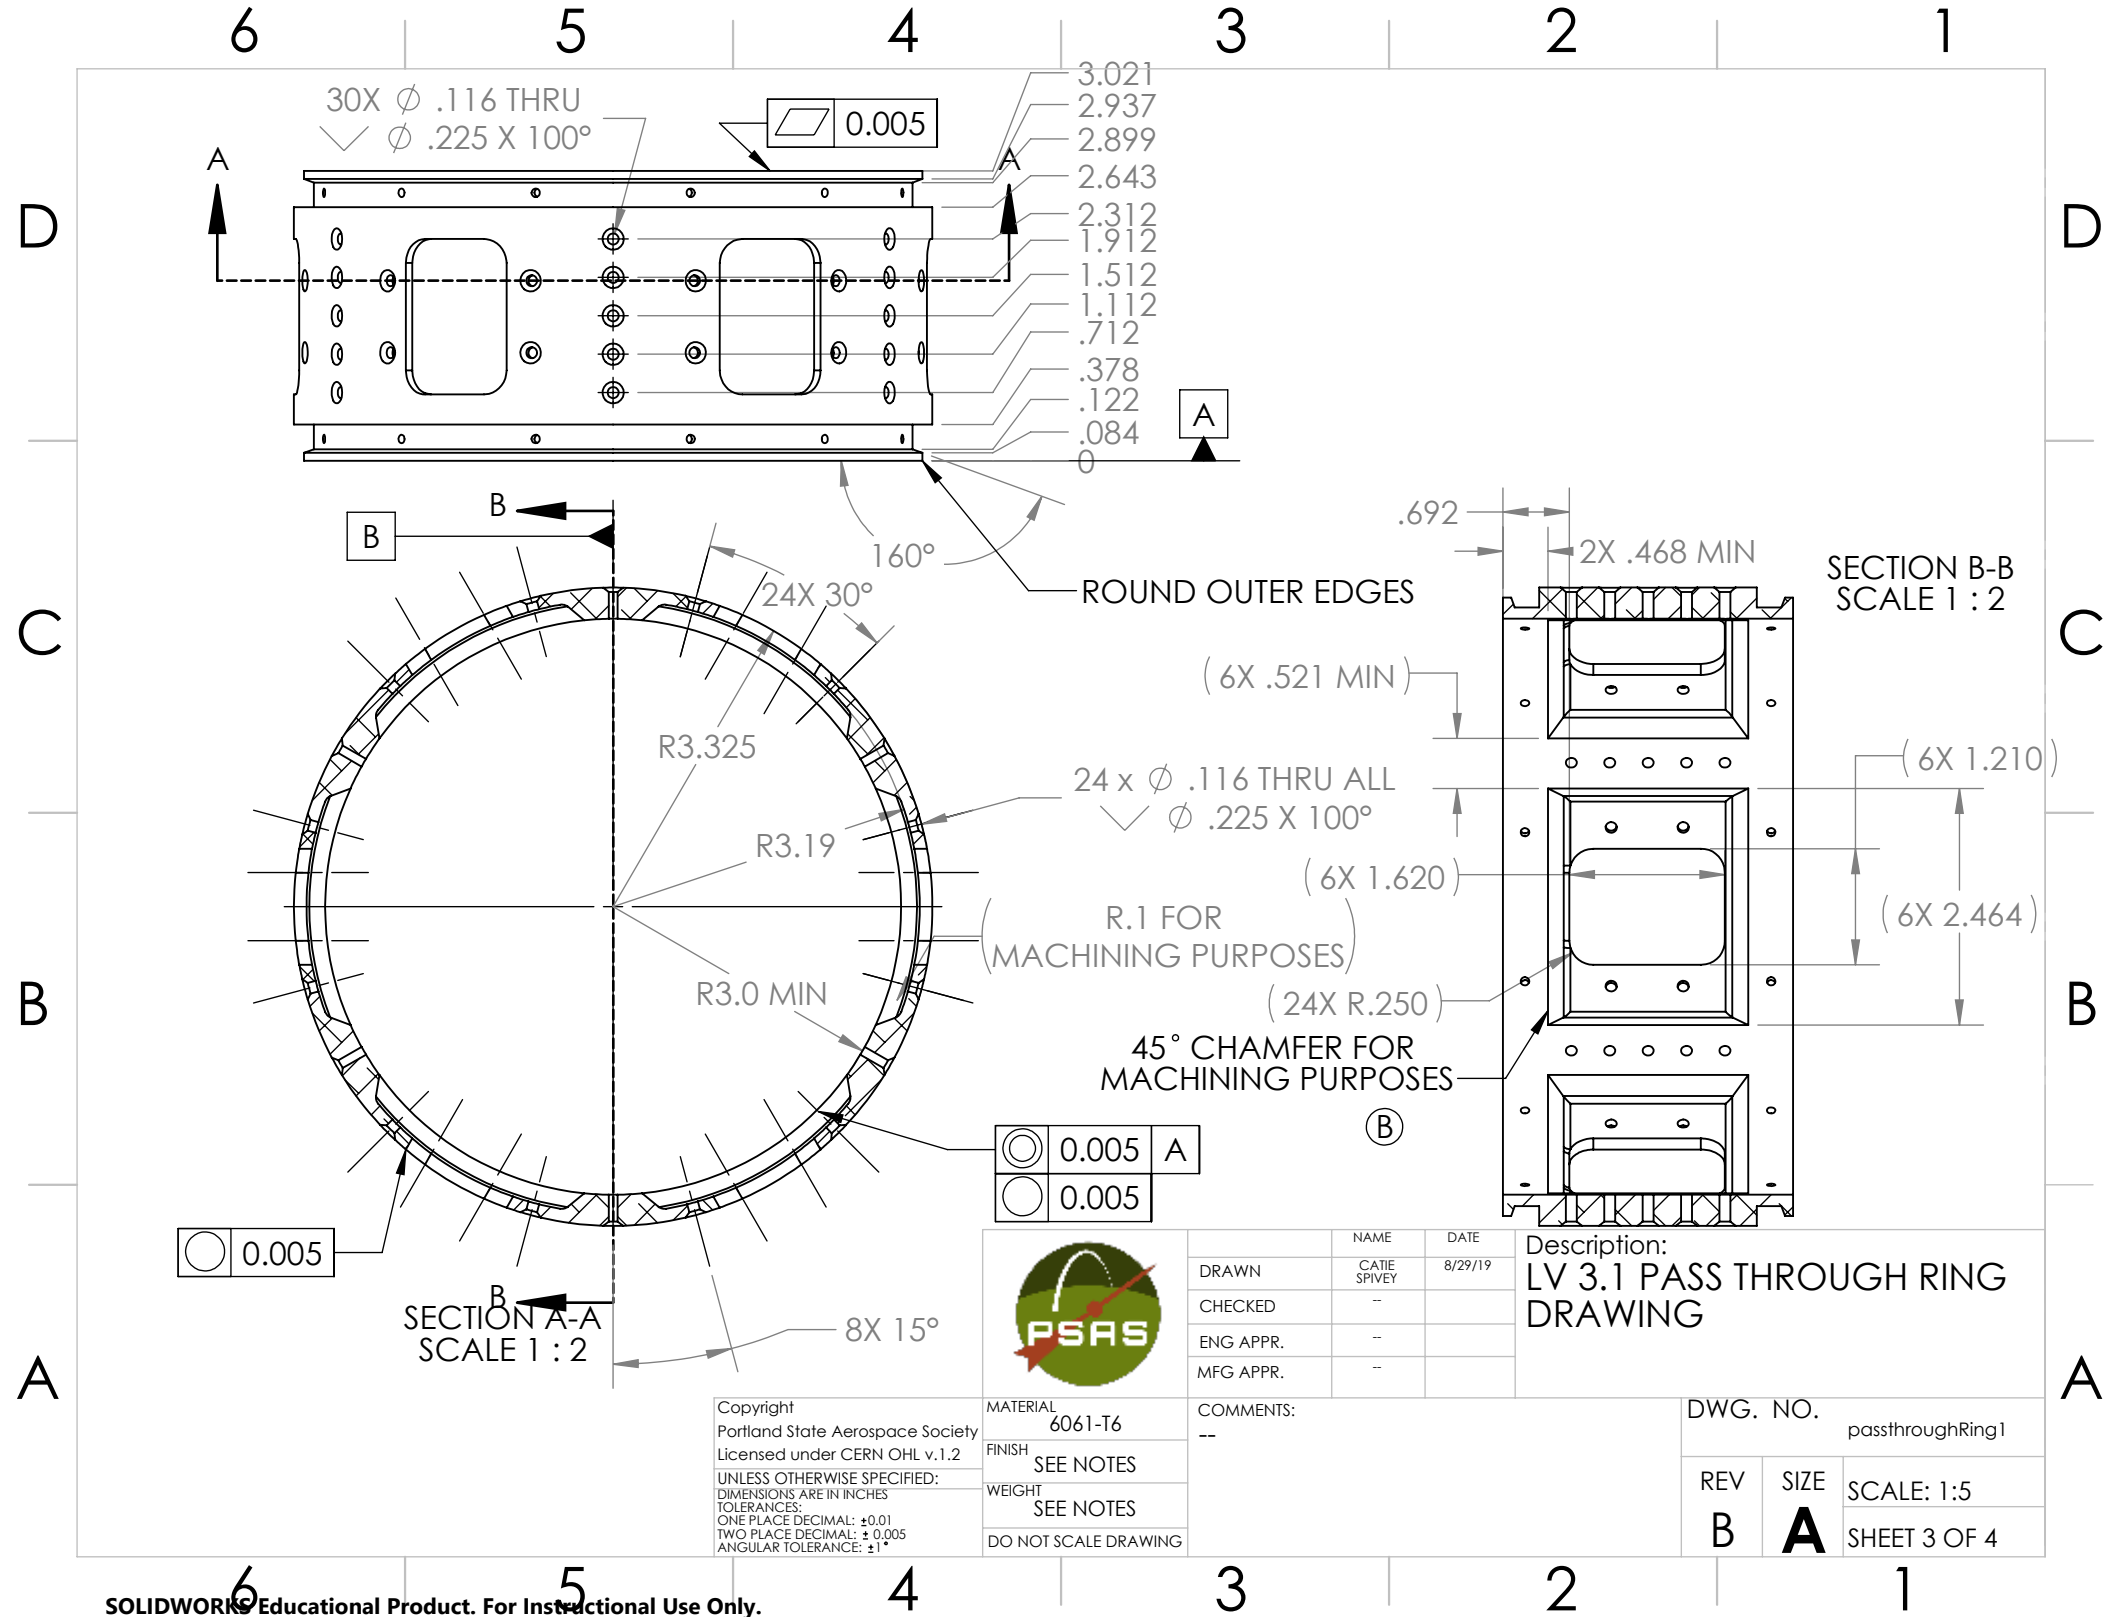 6 5 4 3 2 1
D
C
B
A
D
C
B
A
30X ∅ .116 THRU
⌵ ∅ .225 X 100°
▱ 0.005
A
A
3.021
2.937
2.899
2.643
2.312
1.912
1.512
1.112
.712
.378
.122
.084
0
A
160°
ROUND OUTER EDGES
B
B
24X 30°
R3.325
R3.19
R3.0 MIN
24 x ∅ .116 THRU ALL
⌵ ∅ .225 X 100°
( R.1 FOR
MACHINING PURPOSES )
◎ 0.005 A
○ 0.005
○ 0.005
B
SECTION A-A
SCALE 1 : 2
8X 15°
.692
2X .468 MIN
SECTION B-B
SCALE 1 : 2
( 6X .521 MIN )
( 6X 1.210 )
( 6X 1.620 )
( 6X 2.464 )
( 24X R.250 )
45° CHAMFER FOR
MACHINING PURPOSES
B
PSAS
NAME DATE
DRAWN CATIE SPIVEY 8/29/19
CHECKED --
ENG APPR. --
MFG APPR. --
Description:
LV 3.1 PASS THROUGH RING
DRAWING
Copyright
Portland State Aerospace Society
Licensed under CERN OHL v.1.2
UNLESS OTHERWISE SPECIFIED:
DIMENSIONS ARE IN INCHES
TOLERANCES:
ONE PLACE DECIMAL: ±0.01
TWO PLACE DECIMAL: ± 0.005
ANGULAR TOLERANCE: ±1°
MATERIAL
6061-T6
FINISH
SEE NOTES
WEIGHT
SEE NOTES
DO NOT SCALE DRAWING
COMMENTS:
--
DWG. NO.
passthroughRing1
REV
B
SIZE
A
SCALE: 1:5
SHEET 3 OF 4
6 5 4 3 2 1
SOLIDWORKS Educational Product. For Instructional Use Only.